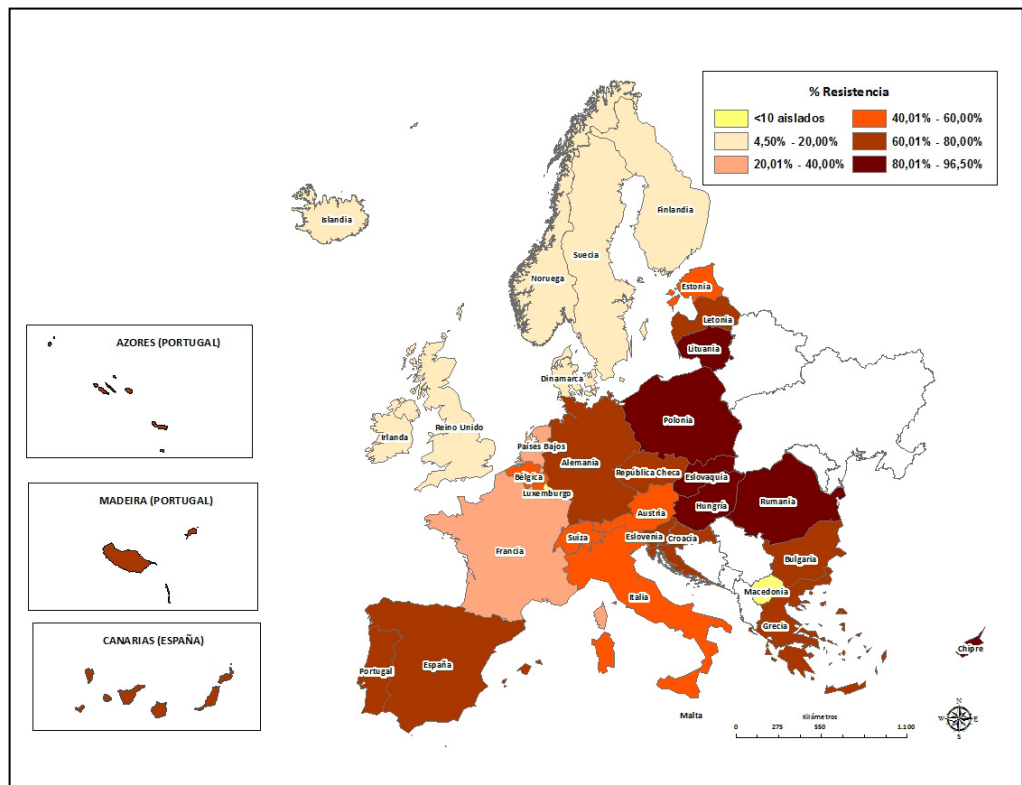 % Resistencia
<10 aislados
40,01% - 60,00%
4,50% - 20,00%
60,01% - 80,00%
20,01% - 40,00%
80,01% - 96,50%
Islandia
Finlandia
Suecia
Noruega
Estonia
Letonia
Lituania
AZORES (PORTUGAL)
Dinamarca
Polonia
Reino Unido
Irlanda
Países Bajos
Alemania
República Checa
Bélgica
Eslovaquia
Luxemburgo
MADEIRA (PORTUGAL)
Rumania
Hungría
Austria
Suiza
Eslovenia
Croacia
Francia
Bulgaria
Macedonia
Italia
Grecia
CANARIAS (ESPAÑA)
Chipre
España
Portugal
Malta
Kilómetros
0 275 550 1.100
N
W E
S